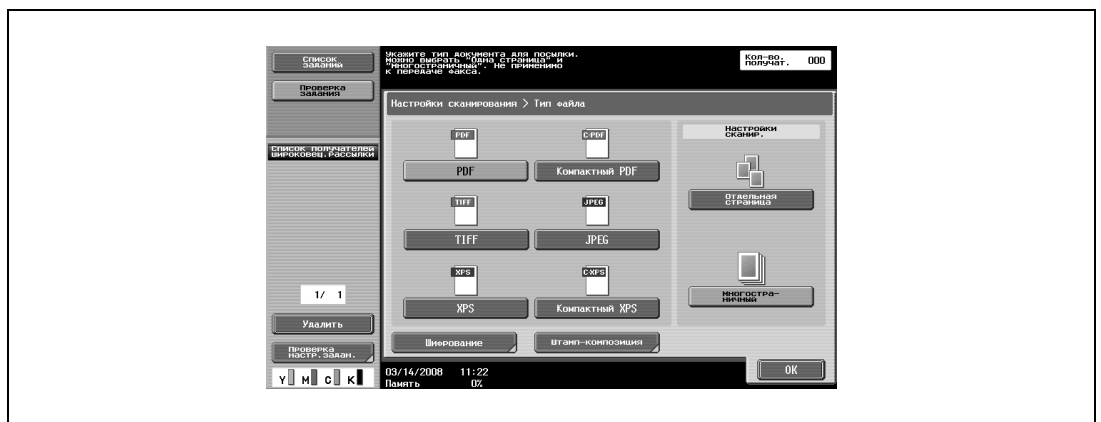 Список
заданий
Проверка
задания
Список получателей
широковещ.рассылки
1/ 1
Удалить
Проверка
настр.задан.
Y M C K
Укажите тип документа для посылки.
Можно выбрать "Одна страница" и
"Многостраничный". Не применимо
к передаче факса.
Кол-во.
получат. 000
Настройки сканирования > Тип файла
PDF C-PDF
PDF Компактный PDF
TIFF JPEG
TIFF JPEG
XPS C-XPS
XPS Компактный XPS
Шифрование Штамп-композиция
Настройки
сканир.
Отдельная
страница
Многостра-
ничный
03/14/2008 11:22
Память 0%
OK